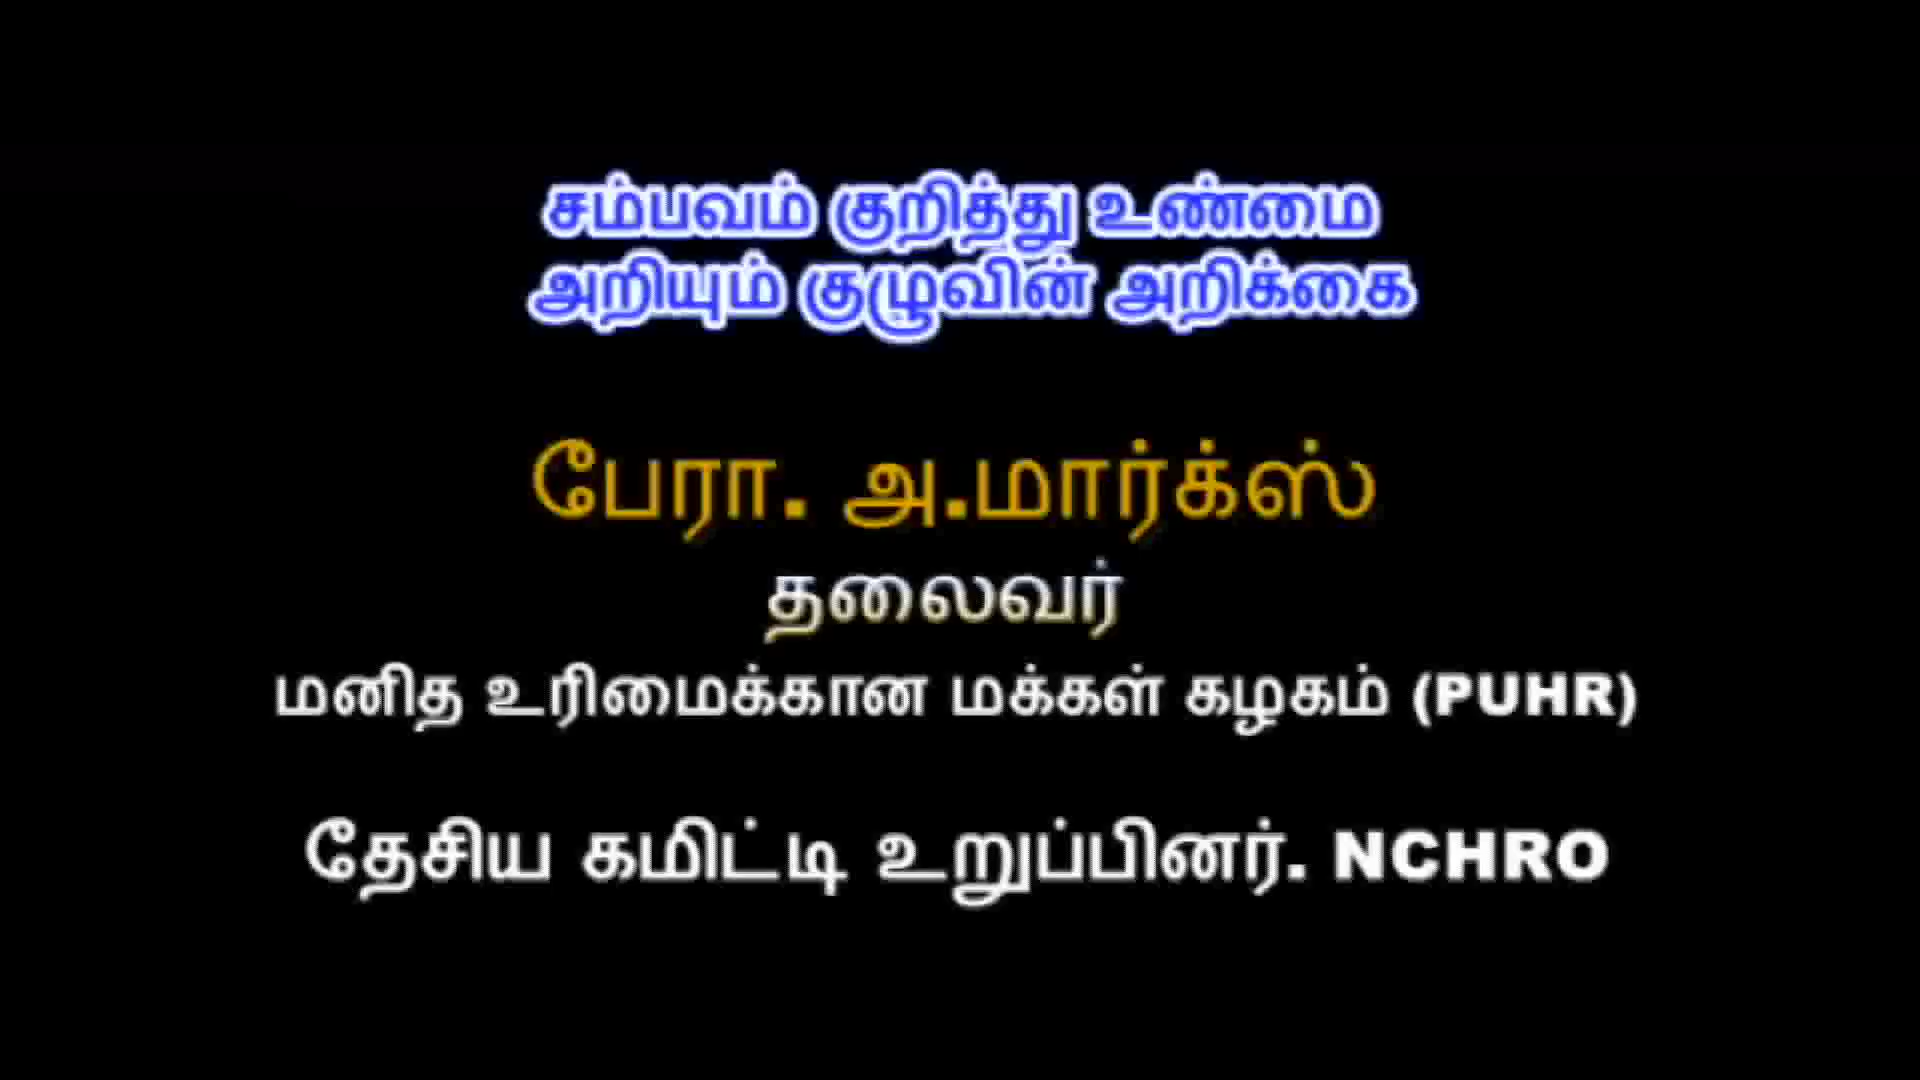 சம்பவம் குறித்து உண்மை
அறியும் குழுவின் அறிக்கை
பேரா. அ.மார்க்ஸ்
தலைவர்
மனித உரிமைக்கான மக்கள் கழகம் (PUHR)
தேசிய கமிட்டி உறுப்பினர். NCHRO